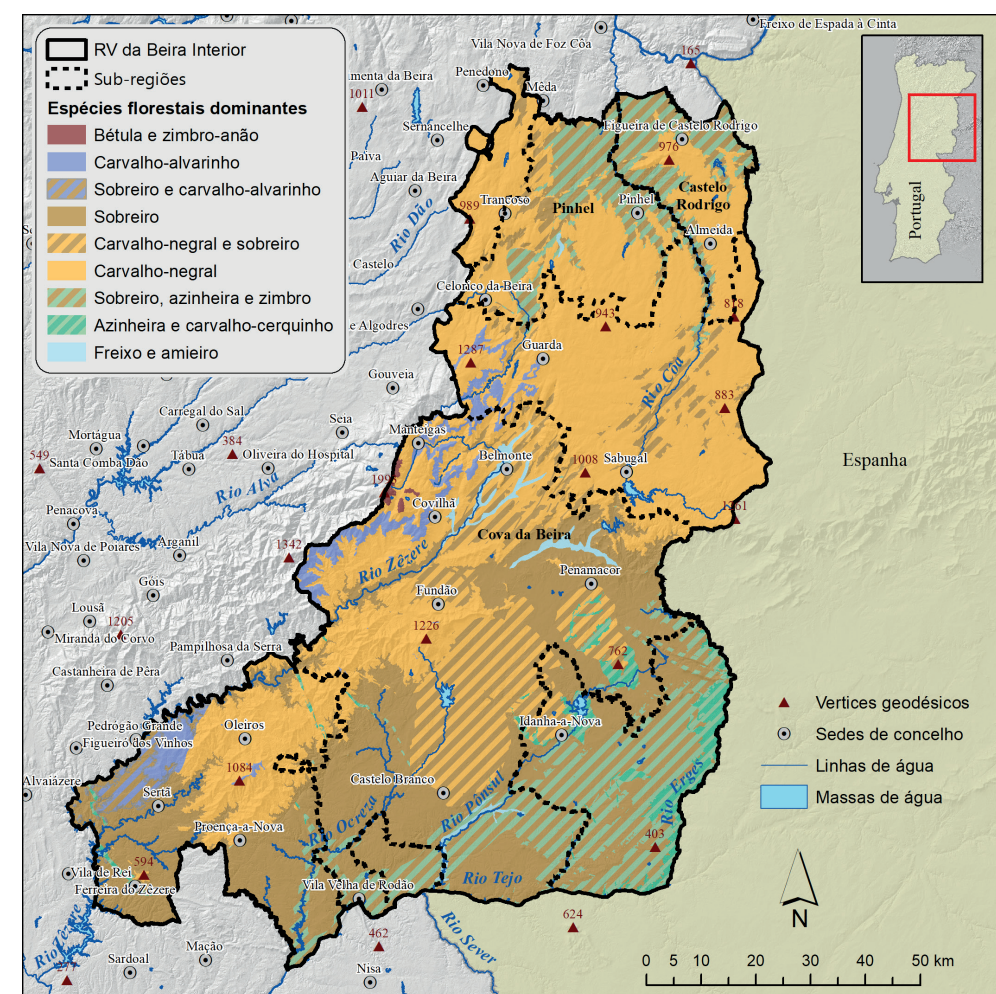 RV da Beira Interior
Sub-regiões
Espécies florestais dominantes
Bétula e zimbro-anão
Carvalho-alvarinho
Sobreiro e carvalho-alvarinho
Sobreiro
Carvalho-negral e sobreiro
Carvalho-negral
Sobreiro, azinheira e zimbro
Azinheira e carvalho-cerquinho
Freixo e amieiro
Freixo de Espada à Cinta
Vila Nova de Foz Côa
165
Penedono
menta da Beira
Mêda
1011
Sernancelhe
Figueira de Castelo Rodrigo
Paiva
976
Aguiar da Beira
Castelo
Rodrigo
989
Trancoso
Pinhel
Pinhel
Rio Dão
Almeida
Castelo
Celorico da Beira
943
818
e Algodres
Guarda
1287
Gouveia
Rio Côa
883
Carregal do Sal
Seia
Manteigas
Mortágua
384
549
Santa Comba Dão
Tábua
Oliveira do Hospital
Belmonte
1008
Sabugal
Espanha
Rio Alva
1993
Covilhã
Penacova
1261
Cova da Beira
Vila Nova de Poiares
Arganil
1342
Rio Zêzere
Penamacor
Góis
Fundão
Lousã
1205
1226
Miranda do Corvo
Pampilhosa da Serra
762
Castanheira de Pêra
Pedrógão Grande
Oleiros
Idanha-a-Nova
Figueiró dos Vinhos
1084
Castelo Branco
Alvaiázere
Sertã
Rio Pônsul
Rio Erges
Proença-a-Nova
Rio Ocreza
403
Vila de Rei
594
Ferreira do Zêzere
Vila Velha de Rodão
Rio Tejo
Rio Zêzere
462
Rio Sever
624
Mação
Sardoal
277
Nisa
Portugal
Vertices geodésicos
Sedes de concelho
Linhas de água
Massas de água
N
0 5 10 20 30 40 50 km